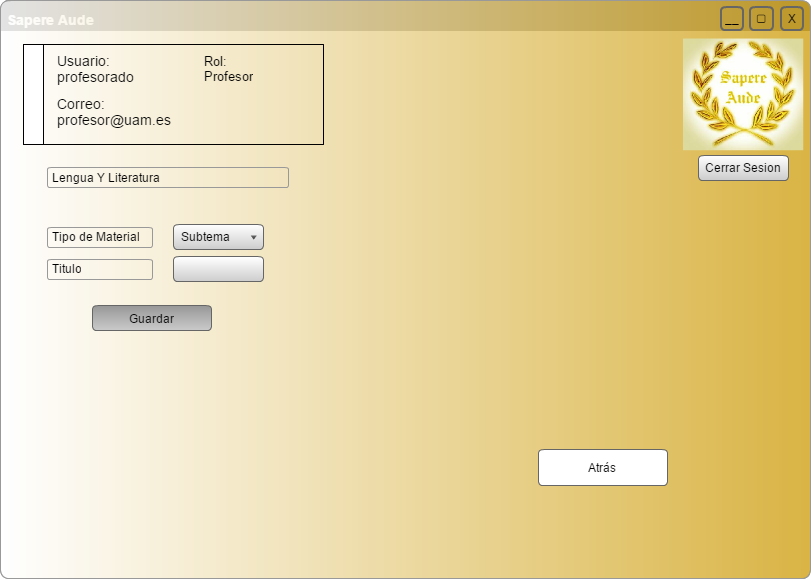 Sapere Aude
__ □ X
Usuario:
profesorado
Rol:
Profesor
Correo:
profesor@uam.es
Sapere
Aude
Cerrar Sesion
Lengua Y Literatura
Tipo de Material
Subtema
Titulo
Guardar
Atrás